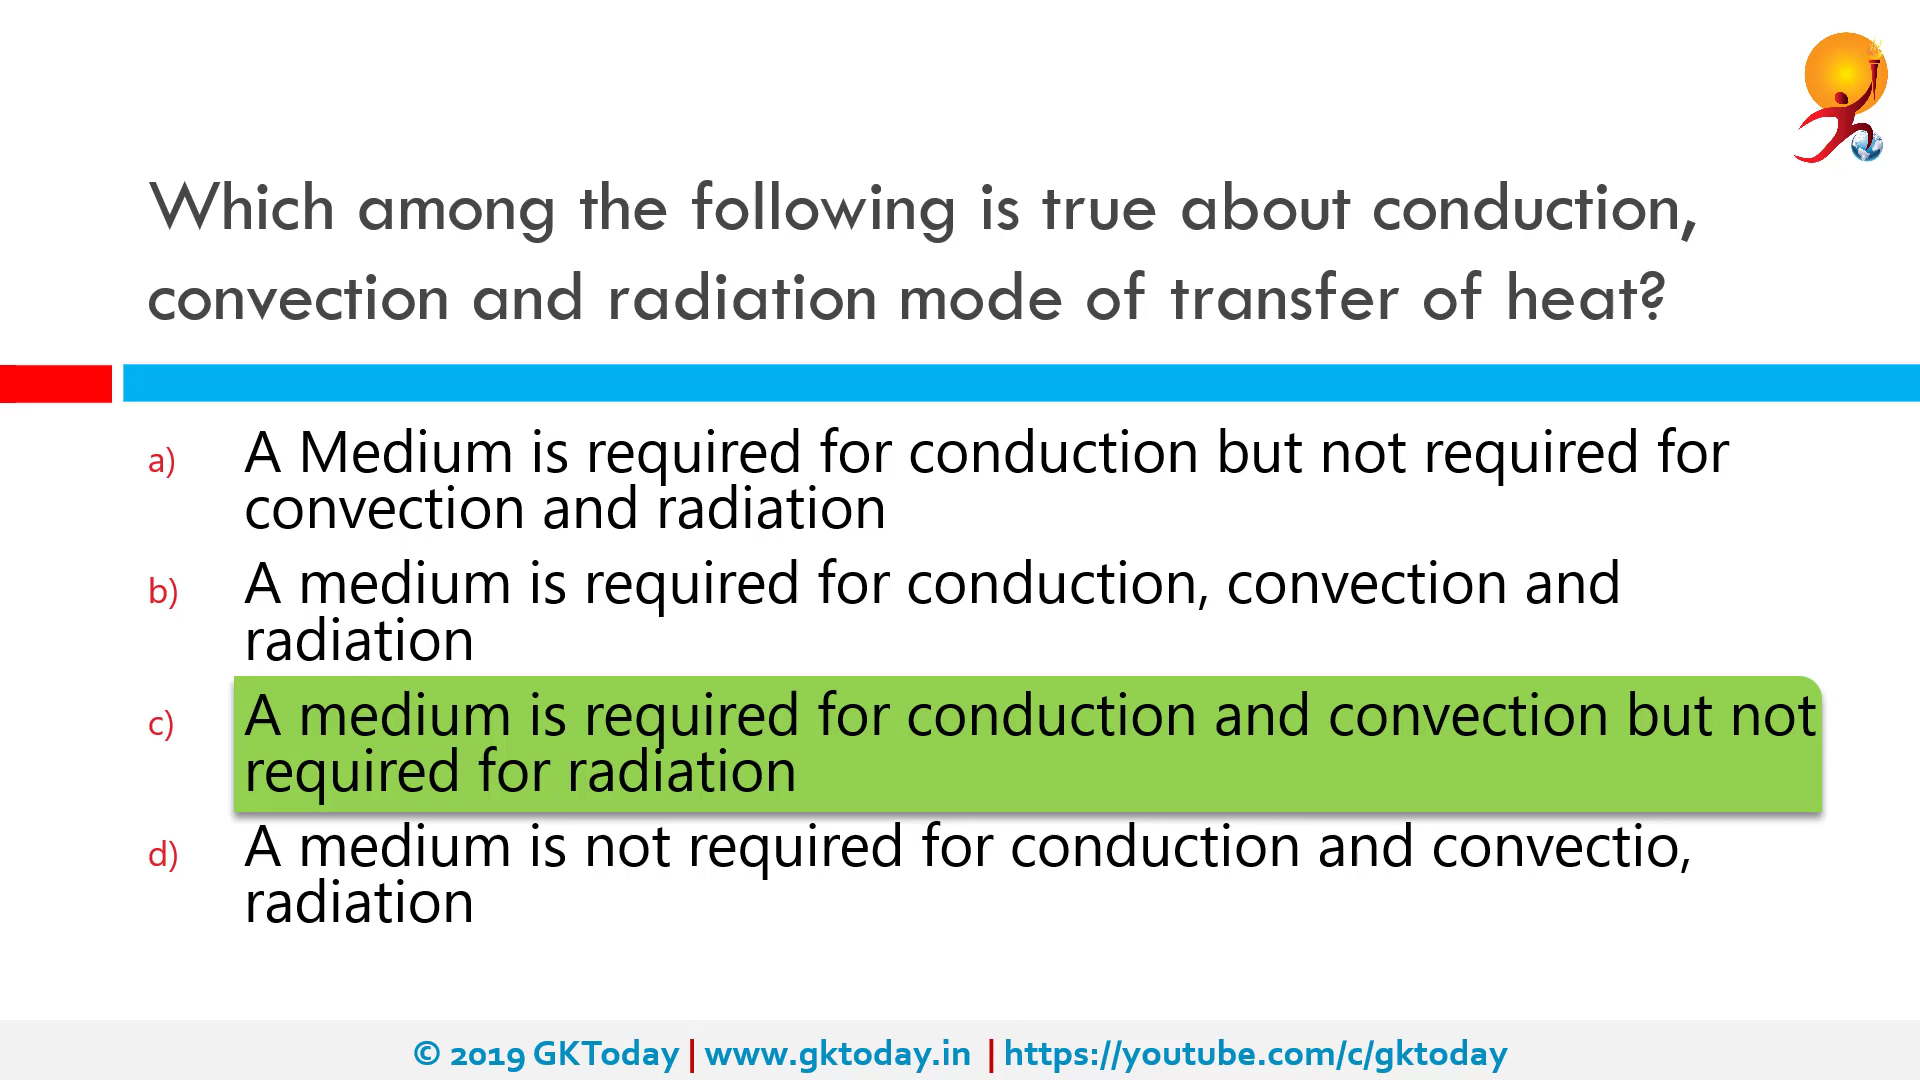 Which among the following is true about conduction,
convection and radiation mode of transfer of heat?
a) A Medium is required for conduction but not required for
convection and radiation
b) A medium is required for conduction, convection and
radiation
c) A medium is required for conduction and convection but not
required for radiation
d) A medium is not required for conduction and convectio,
radiation
© 2019 GKToday | www.gktoday.in | https://youtube.com/c/gktoday